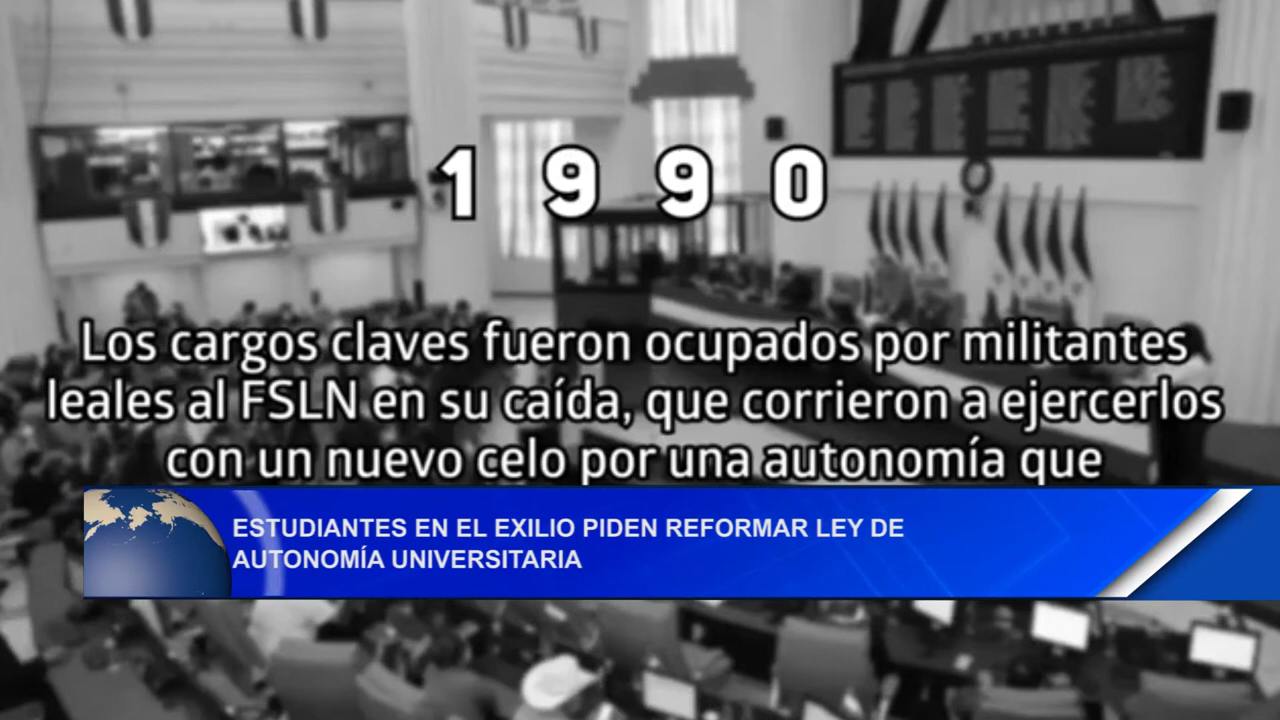 1 9 9 0
Los cargos claves fueron ocupados por militantes
leales al FSLN en su caída, que corrieron a ejercerlos
con un nuevo celo por una autonomía que
ESTUDIANTES EN EL EXILIO PIDEN REFORMAR LEY DE
AUTONOMÍA UNIVERSITARIA